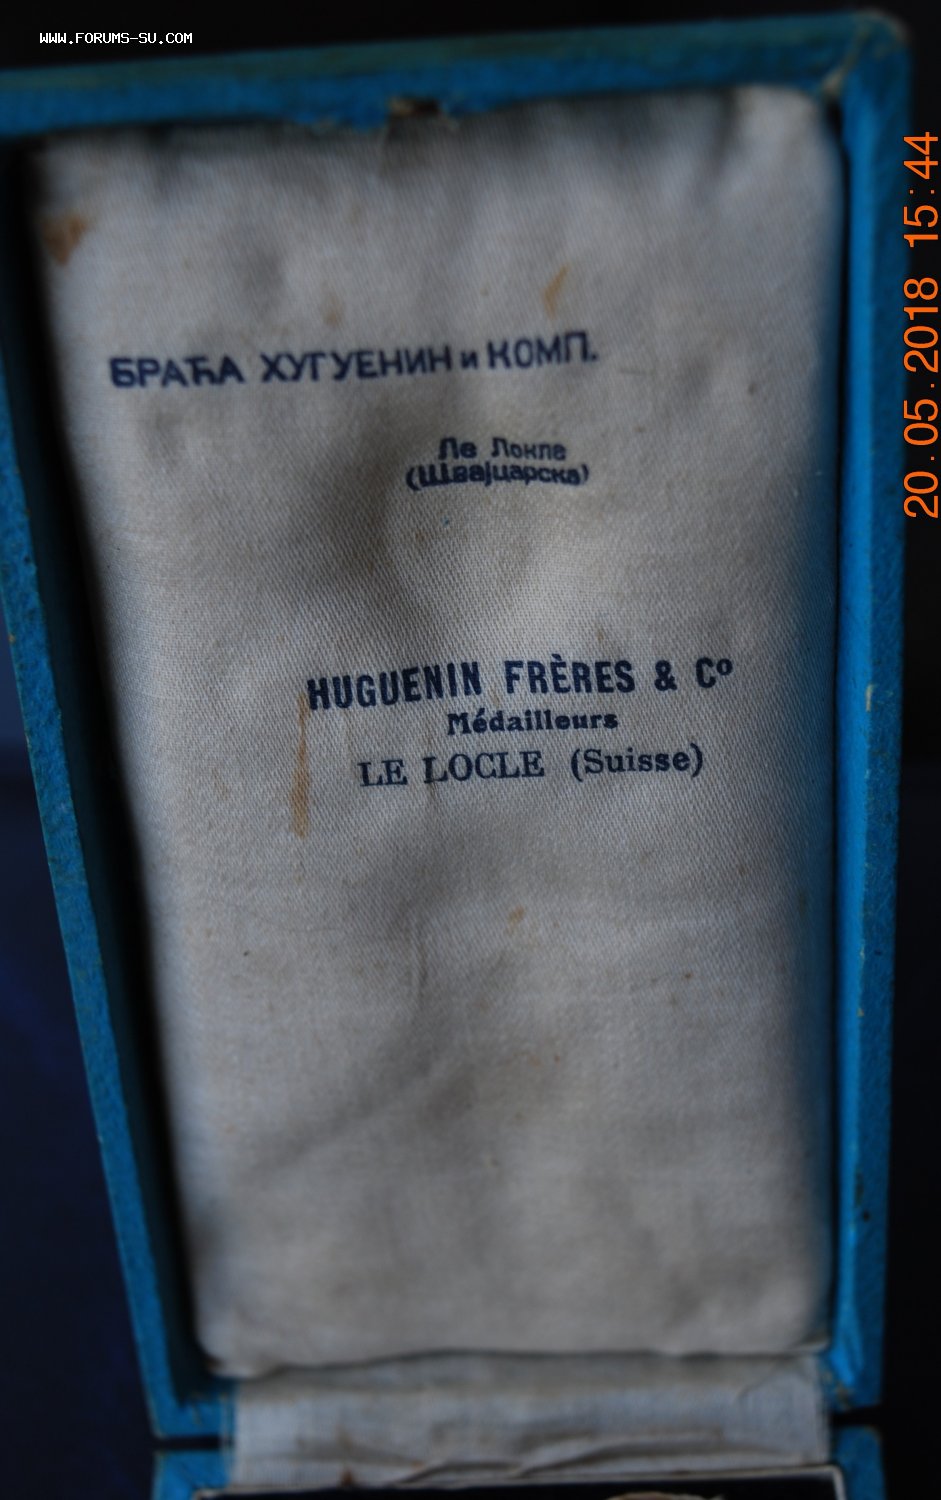 WWW.FORUMS-SU.COM
БРАЋА ХУГУЕНИН и КОМП.
Ле Локле
(Швајцарска)
HUGUENIN FRÈRES & Cº
Médailleurs
LE LOCLE (Suisse)
20.05.2018 15:44